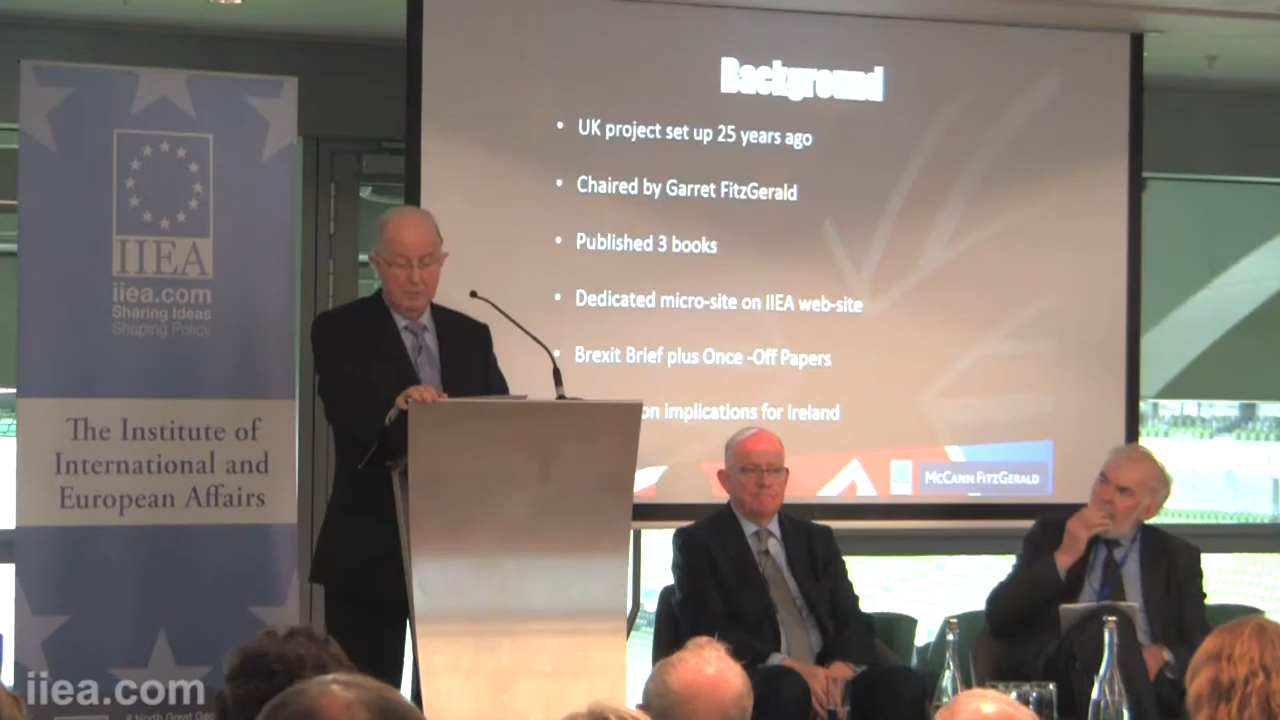 IIEA
iiea.com
Sharing Ideas
Shaping Policy
The Institute of
International and
European Affairs
iiea.com
Background
• UK project set up 25 years ago
• Chaired by Garret FitzGerald
• Published 3 books
• Dedicated micro-site on IIEA web-site
• Brexit Brief plus Once -Off Papers
on implications for Ireland
McCann FitzGerald